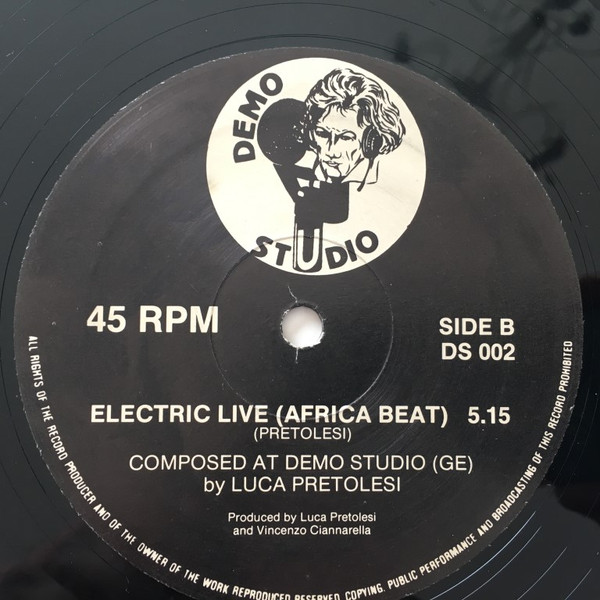 DEMO
STUDIO
45 RPM
SIDE B
DS 002
ELECTRIC LIVE (AFRICA BEAT) 5.15
(PRETOLESI)
COMPOSED AT DEMO STUDIO (GE)
by LUCA PRETOLESI
Produced by Luca Pretolesi
and Vincenzo Ciannarella
ALL RIGHTS OF THE RECORD PRODUCER AND OF THE OWNER OF THE WORK REPRODUCED RESERVED. COPYING, PUBLIC PERFORMANCE AND BROADCASTING OF THIS RECORD PROHIBITED